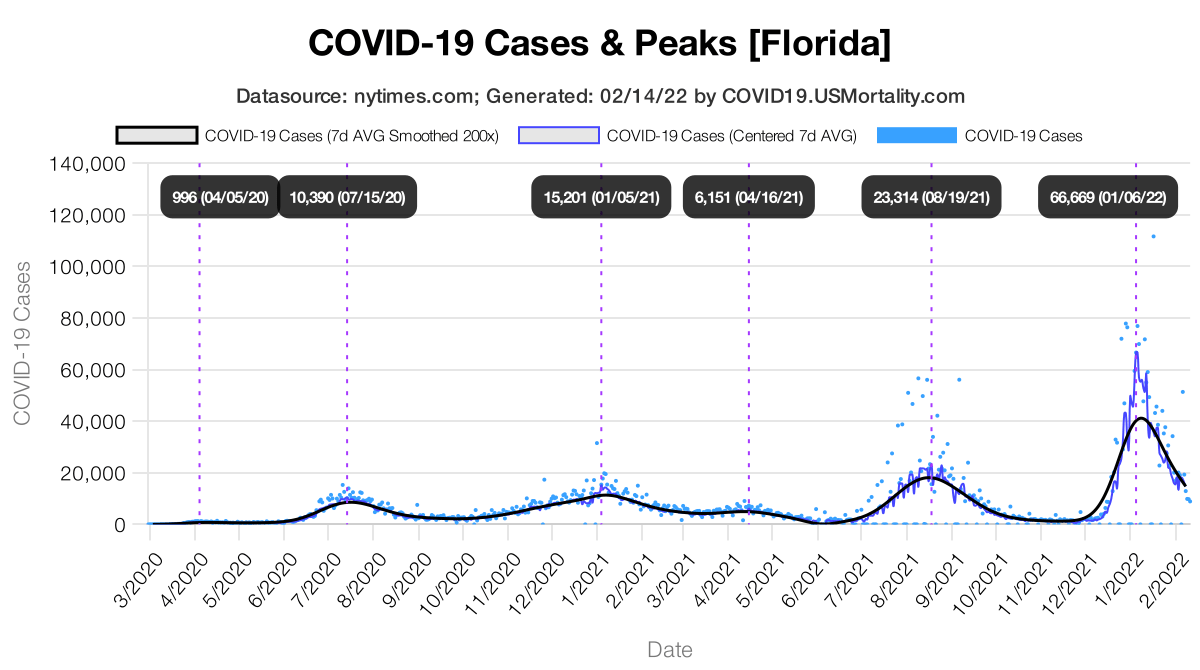 COVID-19 Cases & Peaks [Florida]
Datasource: nytimes.com; Generated: 02/14/22 by COVID19.USMortality.com
COVID-19 Cases (7d AVG Smoothed 200x) COVID-19 Cases (Centered 7d AVG) COVID-19 Cases
140,000
996 (04/05/20) 10,390 (07/15/20) 15,201 (01/05/21) 6,151 (04/16/21) 23,314 (08/19/21) 66,669 (01/06/22)
120,000
100,000
80,000
60,000
40,000
20,000
0
COVID-19 Cases
3/2020 4/2020 5/2020 6/2020 7/2020 8/2020 9/2020 10/2020 11/2020 12/2020 1/2021 2/2021 3/2021 4/2021 5/2021 6/2021 7/2021 8/2021 9/2021 10/2021 11/2021 12/2021 1/2022 2/2022
Date